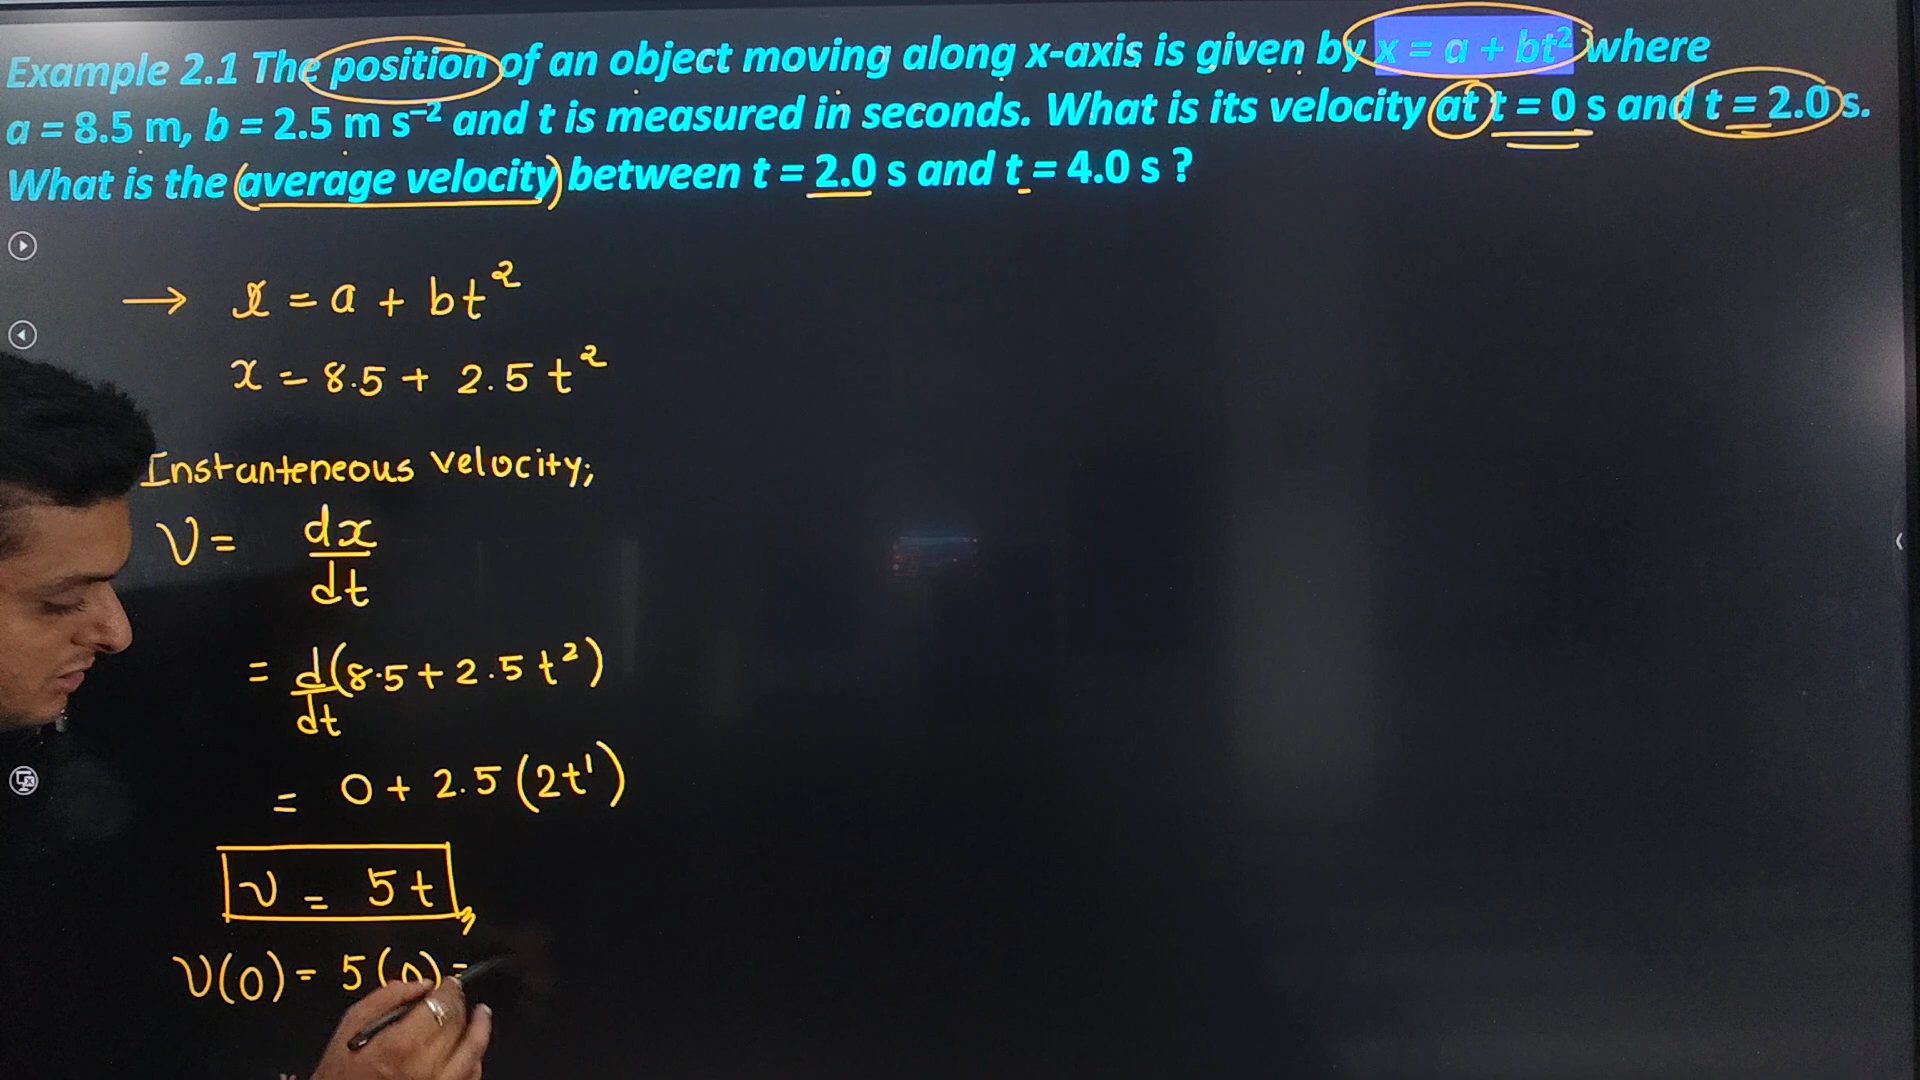 Example 2.1 The position of an object moving along x-axis is given by x = a + bt² where
a = 8.5 m, b = 2.5 m s⁻² and t is measured in seconds. What is its velocity at t = 0 s and t = 2.0 s.
What is the (average velocity) between t = 2.0 s and t = 4.0 s ?
→ x = a + bt²
x = 8.5 + 2.5 t²
Instanteneous velocity;
v = dx/dt
= d/dt (8.5 + 2.5 t²)
= 0 + 2.5 (2t¹)
v = 5t
v(0) = 5(0) =